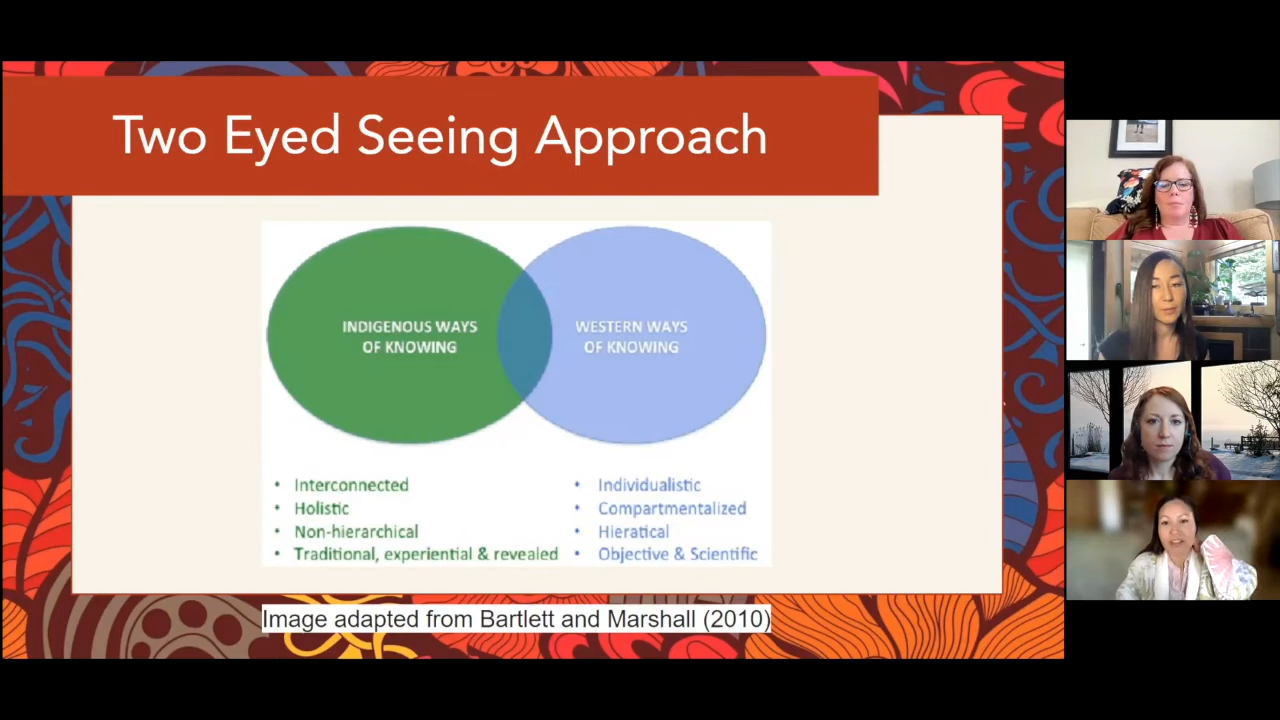 Two Eyed Seeing Approach
INDIGENOUS WAYS
OF KNOWING
WESTERN WAYS
OF KNOWING
• Interconnected
• Holistic
• Non-hierarchical
• Traditional, experiential & revealed
• Individualistic
• Compartmentalized
• Hieratical
• Objective & Scientific
Image adapted from Bartlett and Marshall (2010)